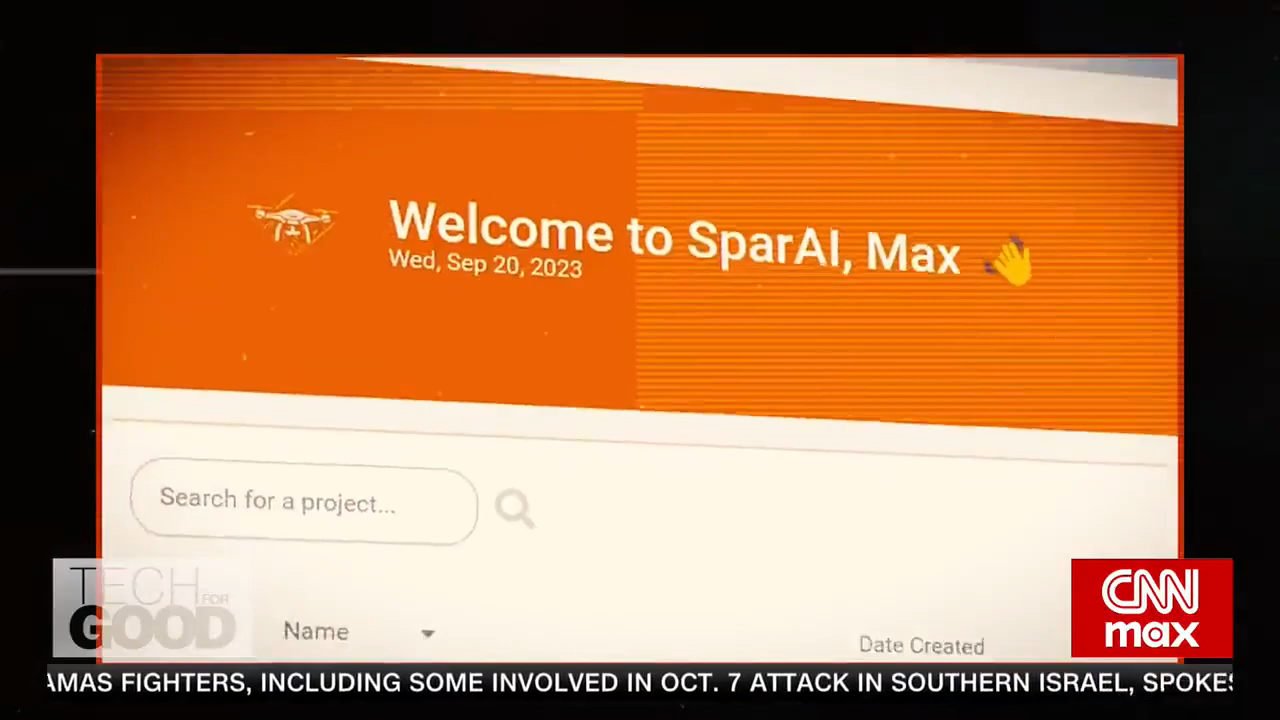 Welcome to SparAI, Max
Wed, Sep 20, 2023
Search for a project...
TECH FOR
GOOD
Name
Date Created
CNN
max
AMAS FIGHTERS, INCLUDING SOME INVOLVED IN OCT. 7 ATTACK IN SOUTHERN ISRAEL, SPOKES